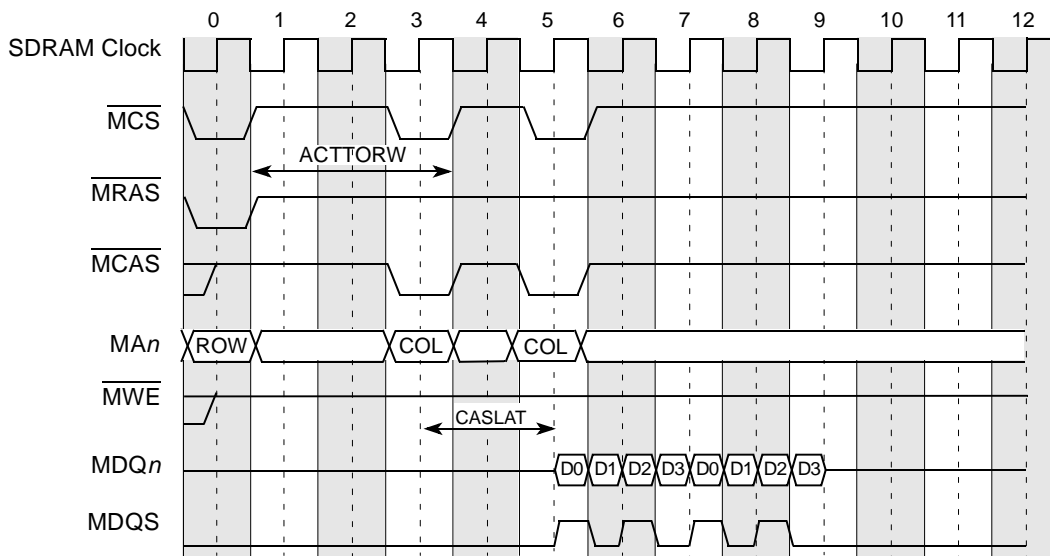 0 1 2 3 4 5 6 7 8 9 10 11 12
SDRAM Clock
MCS
ACTTORW
MRAS
MCAS
MAn ROW COL COL
MWE
CASLAT
MDQn D0 D1 D2 D3 D0 D1 D2 D3
MDQS